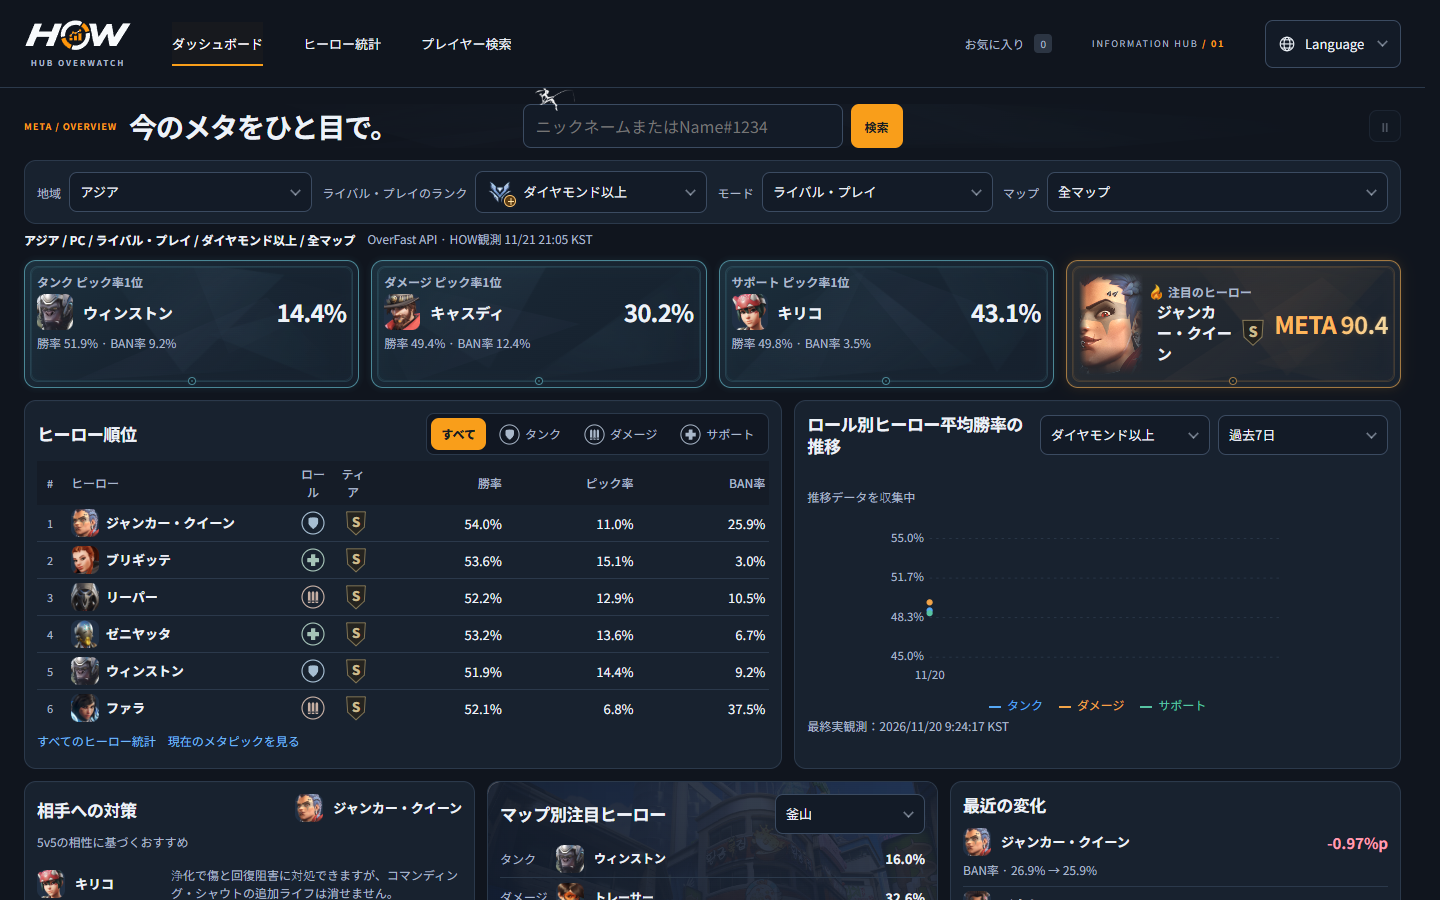 HOW
HUB OVERWATCH
ダッシュボード
ヒーロー統計
プレイヤー検索
お気に入り 0
INFORMATION HUB / 01
Language
META / OVERVIEW
今のメタをひと目で。
ニックネームまたはName#1234
検索
地域 アジア
ライバル・プレイのランク ダイヤモンド以上
モード ライバル・プレイ
マップ 全マップ
アジア / PC / ライバル・プレイ / ダイヤモンド以上 / 全マップ OverFast API · HOW観測 11/21 21:05 KST
タンク ピック率1位
ウィンストン 14.4%
勝率 51.9% · BAN率 9.2%
ダメージ ピック率1位
キャスディ 30.2%
勝率 49.4% · BAN率 12.4%
サポート ピック率1位
キリコ 43.1%
勝率 49.8% · BAN率 3.5%
注目のヒーロー
ジャンカ
ー・クイー
ン
S
META 90.4
ヒーロー順位
すべて タンク ダメージ サポート
# ヒーロー ロール ティア 勝率 ピック率 BAN率
1 ジャンカー・クイーン S 54.0% 11.0% 25.9%
2 ブリギッテ S 53.6% 15.1% 3.0%
3 リーパー S 52.2% 12.9% 10.5%
4 ゼニヤッタ S 53.2% 13.6% 6.7%
5 ウィンストン S 51.9% 14.4% 9.2%
6 ファラ S 52.1% 6.8% 37.5%
すべてのヒーロー統計 現在のメタピックを見る
ロール別ヒーロー平均勝率の
推移
ダイヤモンド以上
過去7日
推移データを収集中
55.0%
51.7%
48.3%
45.0%
11/20
タンク ダメージ サポート
最終実観測：2026/11/20 9:24:17 KST
相手への対策
ジャンカー・クイーン
5v5の相性に基づくおすすめ
キリコ
浄化で傷と回復阻害に対処できますが、コマンディン
グ・シャウトの追加ライフは消せません。
マップ別注目ヒーロー
釜山
タンク ウィンストン 16.0%
ダメージ トレーサー 32.6%
最近の変化
ジャンカー・クイーン -0.97%p
BAN率 · 26.9% → 25.9%